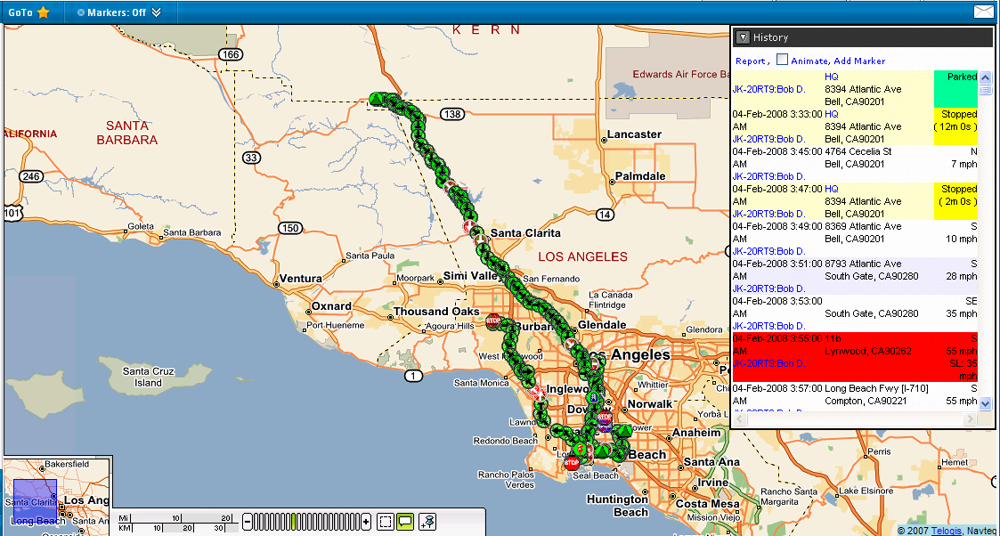 GoTo Markers: Off
K E R N
166
Edwards Air Force Ba
138
SANTA
BARBARA
ALIFORNIA
Lancaster
33
246
Palmdale
101
14
150
Goleta
Santa Barbara
Santa Clarita
Santa Paula
LOS ANGELES
Ventura
Moorpark
Simi Valley
San Fernando
Oxnard
La Canada
Flintridge
Thousand Oaks
Port Hueneme
Agoura Hills
STOP
Burban
Glendale
Glendora
Santa Cruz
Island
1
Santa Monica
Los Angeles
Inglewo
Whittier
Norwalk
Yorba L
Lawnd
Redondo Beach
Anaheim
STOP
Beach
Rancho Palos
Verdes
Seal Beach
Santa Ana
Irvine
Huntington
Beach
Costa Mesa
Mission Viejo
Rancho Santa
Margarita
Lake Elsinore
Perris
Hemet
History
Report, Animate, Add Marker
HQ Parked
JK-20RT9:Bob D. 8394 Atlantic Ave
Bell, CA90201
04-Feb-2008 3:33:00 HQ Stopped
AM 8394 Atlantic Ave ( 12m 0s )
JK-20RT9:Bob D. Bell, CA90201
04-Feb-2008 3:45:00 4764 Cecelia St N
AM Bell, CA90201 7 mph
JK-20RT9:Bob D.
04-Feb-2008 3:47:00 HQ Stopped
AM 8394 Atlantic Ave ( 2m 0s )
JK-20RT9:Bob D. Bell, CA90201
04-Feb-2008 3:49:00 8369 Atlantic Ave S
AM Bell, CA90201 10 mph
JK-20RT9:Bob D.
04-Feb-2008 3:51:00 8793 Atlantic Ave S
AM South Gate, CA90280 28 mph
JK-20RT9:Bob D.
04-Feb-2008 3:53:00 SE
AM South Gate, CA90280 35 mph
JK-20RT9:Bob D.
04-Feb-2008 3:55:00 11b S
AM Lynwood, CA90262 55 mph
JK-20RT9:Bob D. SL: 35
mph
04-Feb-2008 3:57:00 Long Beach Fwy [I-710] S
AM Compton, CA90221 55 mph
Bakersfield
Santa Clarita
Los Ang
Long Beach
Santa An
Mi 10 20
KM 10 20 30
© 2007 Telogis, Navteq